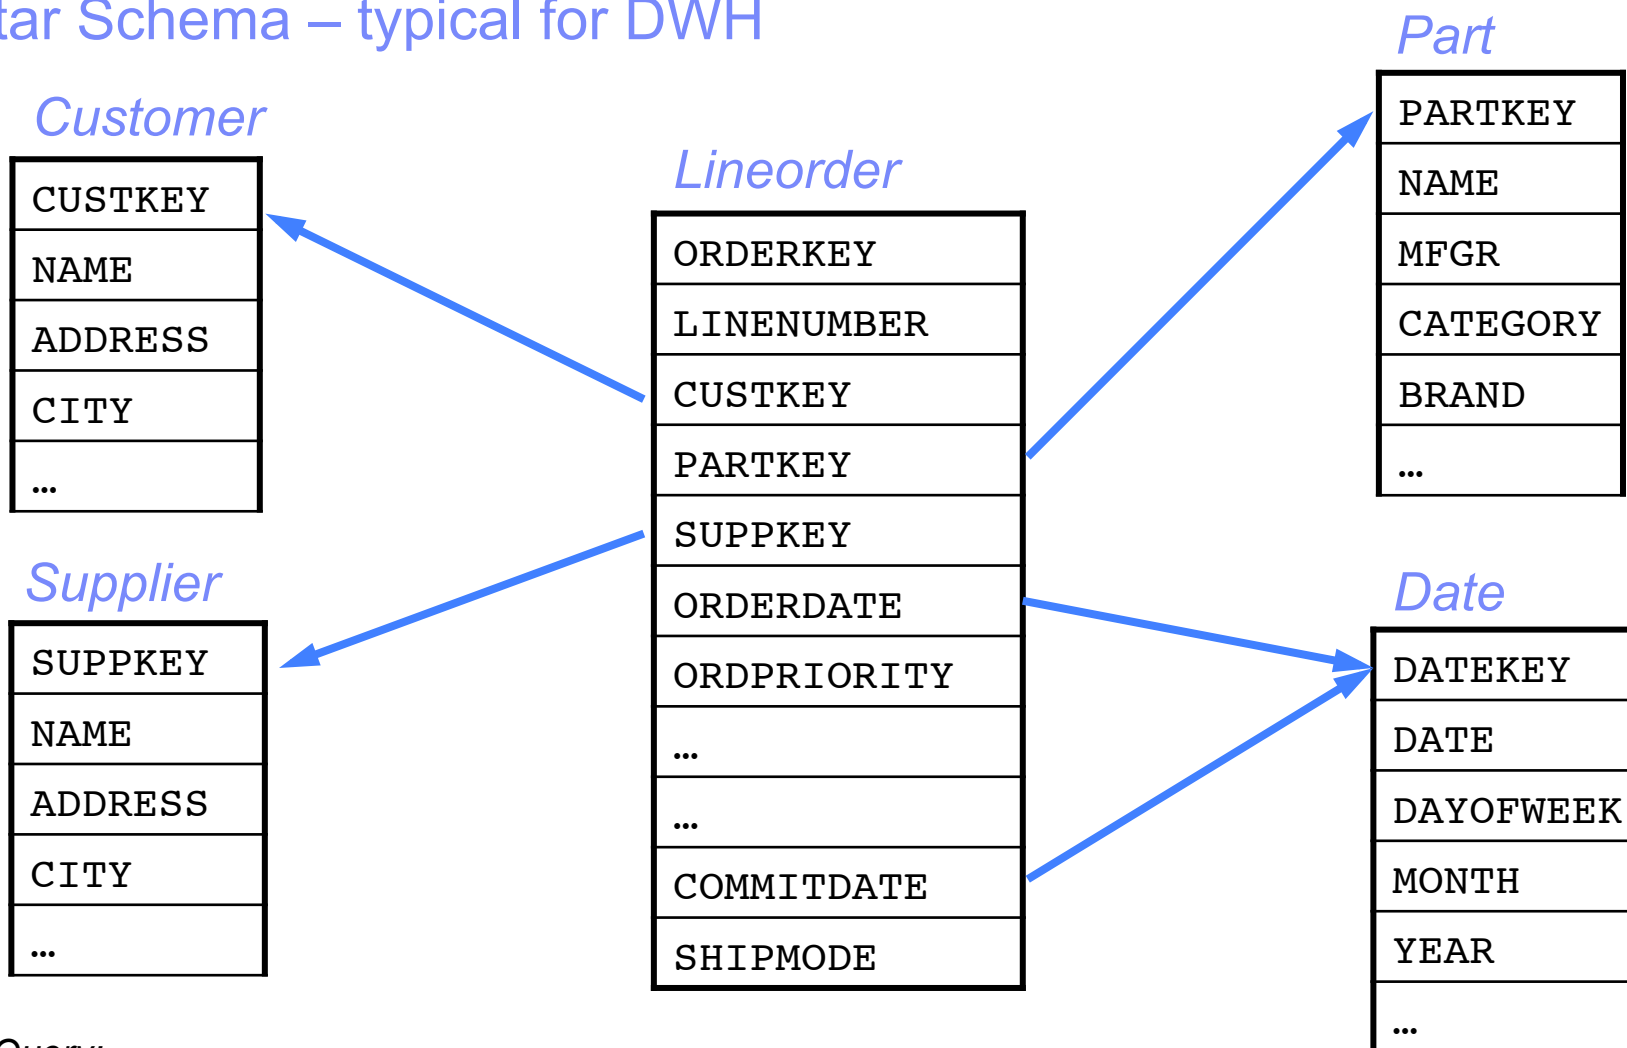 tar Schema – typical for DWH
Customer
CUSTKEY
NAME
ADDRESS
CITY
…
Supplier
SUPPKEY
NAME
ADDRESS
CITY
…
Lineorder
ORDERKEY
LINENUMBER
CUSTKEY
PARTKEY
SUPPKEY
ORDERDATE
ORDPRIORITY
…
…
COMMITDATE
SHIPMODE
Part
PARTKEY
NAME
MFGR
CATEGORY
BRAND
…
Date
DATEKEY
DATE
DAYOFWEEK
MONTH
YEAR
…